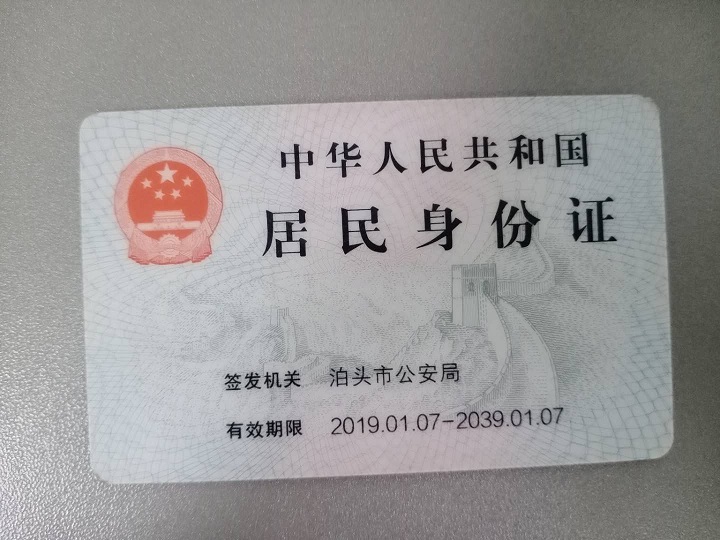 中华人民共和国
居民身份证
签发机关 泊头市公安局
有效期限 2019.01.07-2039.01.07